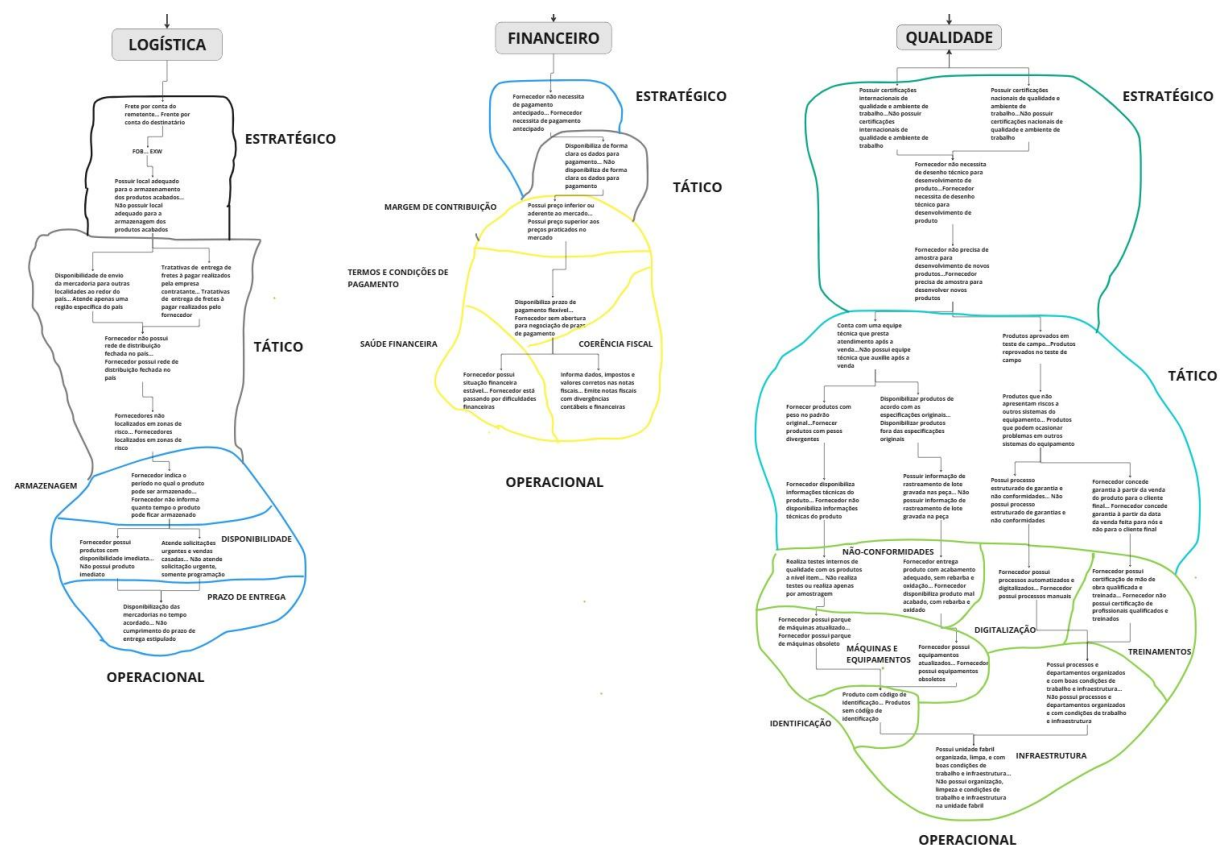 LOGÍSTICA
Frete por conta do
remetente... Frente por
conta do destinatário
FOB... EXW
Possuir local adequado
para o armazenamento
dos produtos acabados...
Não possuir local
adequado para a
armazenagem dos
produtos acabados
ESTRATÉGICO
Disponibilidade de envio
da mercadoria para outras
localidades ao redor do
país... Atende apenas uma
região específica do país
Tratativas de entrega de
fretes à pagar realizados
pela empresa
contratante... Tratativas
de entrega de fretes à
pagar realizados pelo
fornecedor
Fornecedor não possui
rede de distribuição
fechada no país...
Fornecedor possui rede de
distribuição fechada no
país
TÁTICO
Fornecedores não
localizados em zonas de
risco... Fornecedores
localizados em zonas de
risco
ARMAZENAGEM
Fornecedor indica o
período no qual o produto
pode ser armazenado...
Fornecedor não informa
quanto tempo o produto
pode ficar armazenado
DISPONIBILIDADE
Fornecedor possui
produtos com
disponibilidade imediata...
Não possui produto
imediato
Atende solicitações
urgentes e vendas
casadas... Não atende
solicitação urgente,
somente programação
PRAZO DE ENTREGA
Disponibilização das
mercadorias no tempo
acordado... Não
cumprimento do prazo de
entrega estipulado
OPERACIONAL
FINANCEIRO
Fornecedor não necessita
de pagamento
antecipado... Fornecedor
necessita de pagamento
antecipado
ESTRATÉGICO
Disponibiliza de forma
clara os dados para
pagamento... Não
disponibiliza de forma
clara os dados para
pagamento
TÁTICO
MARGEM DE CONTRIBUIÇÃO
Possui preço inferior ou
aderente ao mercado...
Possui preço superior aos
preços praticados no
mercado
TERMOS E CONDIÇÕES DE
PAGAMENTO
Disponibiliza prazo de
pagamento flexível...
Fornecedor sem abertura
para negociação de prazo
de pagamento
SAÚDE FINANCEIRA
COERÊNCIA FISCAL
Fornecedor possui
situação financeira
estável... Fornecedor está
passando por dificuldades
financeiras
Informa dados, impostos e
valores corretos nas notas
fiscais... Emite notas fiscais
com divergências
contábeis e financeiras
OPERACIONAL
QUALIDADE
Possuir certificações
internacionais de
qualidade e ambiente de
trabalho...Não possuir
certificações
internacionais de
qualidade e ambiente de
trabalho
Possuir certificações
nacionais de qualidade e
ambiente de
trabalho...Não possuir
certificações nacionais de
qualidade e ambiente de
trabalho
ESTRATÉGICO
Fornecedor não necessita
de desenho técnico para
desenvolvimento de
produto...Fornecedor
necessita de desenho
técnico para
desenvolvimento de
produto
Fornecedor não precisa de
amostra para
desenvolvimento de novos
produtos...Fornecedor
precisa de amostra para
desenvolver novos
produtos
Conta com uma equipe
técnica que presta
atendimento após a
venda...Não possui equipe
técnica que auxilie após a
venda
Produtos aprovados em
teste de campo...Produtos
reprovados no teste de
campo
TÁTICO
Fornecer produtos com
peso no padrão
original...Fornecer
produtos com pesos
divergentes
Disponibilizar produtos de
acordo com as
especificações originais...
Disponibilizar produtos
fora das especificações
originais
Produtos que não
apresentam riscos a
outros sistemas do
equipamento... Produtos
que podem ocasionar
problemas em outros
sistemas do equipamento
Fornecedor disponibiliza
informações técnicas do
produto... Fornecedor não
disponibiliza informações
técnicas do produto
Possuir informação de
rastreamento de lote
gravada nas peça... Não
possuir informação de
rastreamento de lote
gravada na peça
Possui processo
estruturado de garantia e
não conformidades... Não
possui processo
estruturado de garantias e
não conformidades
Fornecedor concede
garantia à partir da venda
do produto para o cliente
final... Fornecedor concede
garantia à partir da data
da venda feita para nós e
não para o cliente final
NÃO-CONFORMIDADES
Realiza testes internos de
qualidade com os produtos
a nível item... Não realiza
testes ou realiza apenas
por amostragem
Fornecedor entrega
produto com acabamento
adequado, sem rebarba e
oxidação... Fornecedor
disponibiliza produto mal
acabado, com rebarba e
oxidado
Fornecedor possui
processos automatizados e
digitalizados... Fornecedor
possui processos manuais
Fornecedor possui
certificação de mão de
obra qualificada e
treinada... Fornecedor não
possui certificação de
profissionais qualificados e
treinados
Fornecedor possui parque
de máquinas atualizado...
Fornecedor possui parque
de máquinas obsoleto
DIGITALIZAÇÃO
MÁQUINAS E
EQUIPAMENTOS
Fornecedor possui
equipamentos
atualizados... Fornecedor
possui equipamentos
obsoletos
TREINAMENTOS
Possui processos e
departamentos organizados
e com boas condições de
trabalho e infraestrutura...
Não possui processos e
departamentos organizados
e com condições de trabalho
e infraestrutura
Produto com código de
identificação... Produtos
sem código de
identificação
IDENTIFICAÇÃO
Possui unidade fabril
organizada, limpa, e com
boas condições de
trabalho e infraestrutura...
Não possui organização,
limpeza e condições de
trabalho e infraestrutura
na unidade fabril
INFRAESTRUTURA
OPERACIONAL